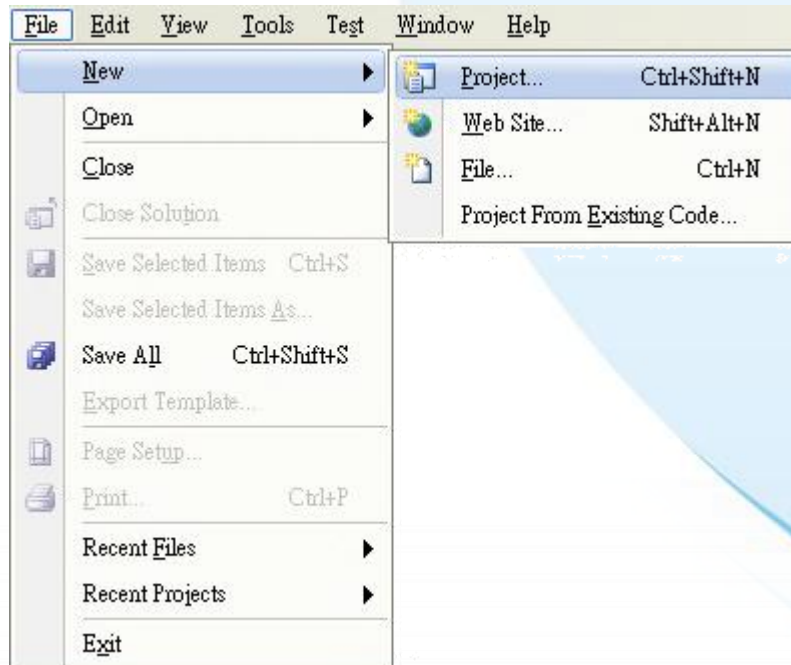 File Edit View Tools Test Window Help
New
Open
Close
Close Solution
Save Selected Items Ctrl+S
Save Selected Items As...
Save All Ctrl+Shift+S
Export Template...
Page Setup...
Print... Ctrl+P
Recent Files
Recent Projects
Exit
Project... Ctrl+Shift+N
Web Site... Shift+Alt+N
File... Ctrl+N
Project From Existing Code...